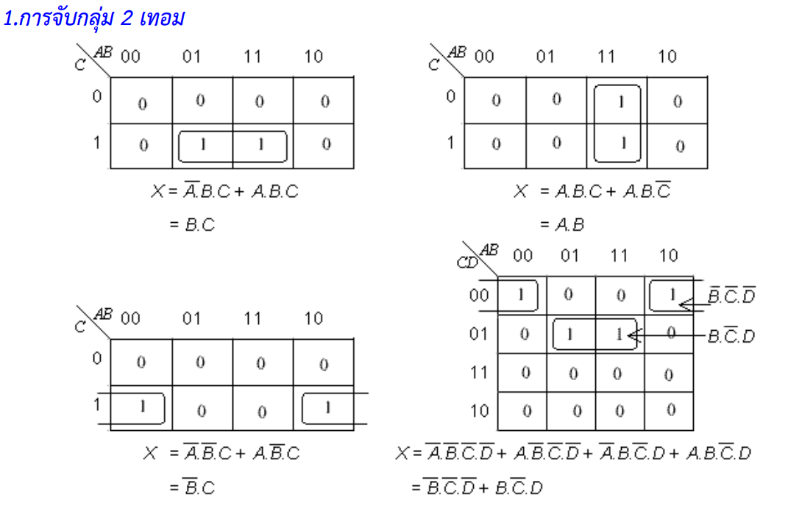 1.การจับกลุ่ม 2 เทอม
AB 00 01 11 10
C
0 0 0 0 0
1 0 1 1 0
X = A̅.B.C + A.B.C
= B.C
AB 00 01 11 10
C
0 0 0 1 0
1 0 0 1 0
X = A.B.C + A.B.C̅
= A.B
AB 00 01 11 10
C
0 0 0 0 0
1 1 0 0 1
X = A̅.B̅.C + A.B̅.C
= B̅.C
AB 00 01 11 10
CD
00 1 0 0 1 B̅.C̅.D̅
01 0 1 1 0 B.C̅.D
11 0 0 0 0
10 0 0 0 0
X = A̅.B̅.C̅.D̅ + A.B̅.C̅.D̅ + A̅.B.C̅.D + A.B.C̅.D
= B̅.C̅.D̅ + B.C̅.D